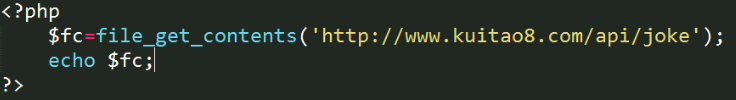 <?php
$fc=file_get_contents('http://www.kuitao8.com/api/joke');
echo $fc;
?>